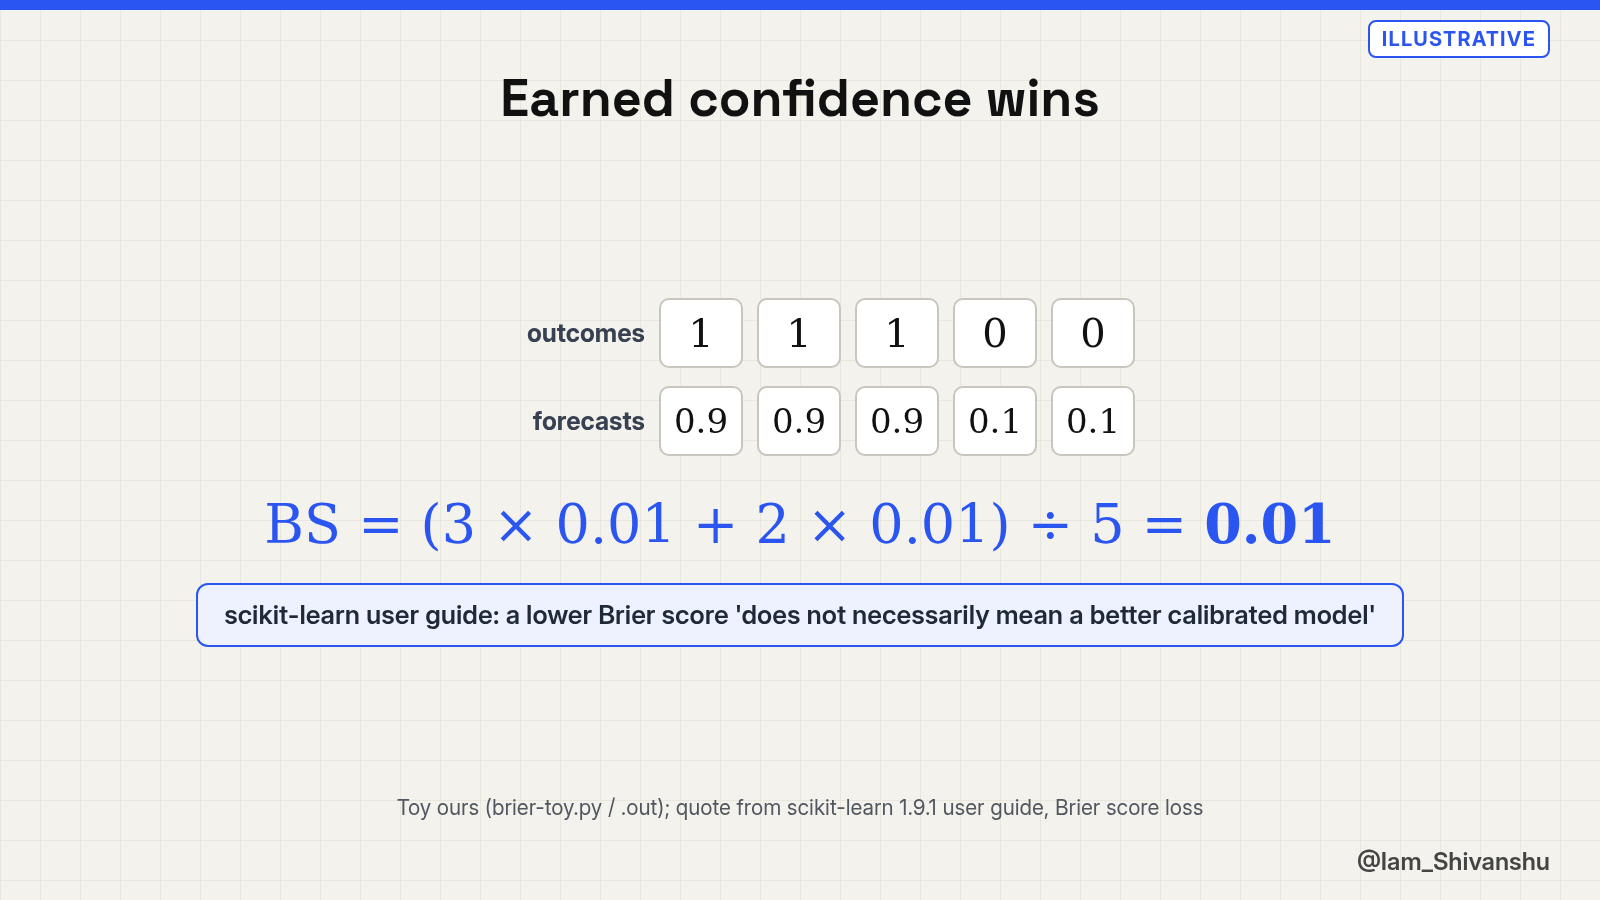 ILLUSTRATIVE
Earned confidence wins
outcomes 1 1 1 0 0
forecasts 0.9 0.9 0.9 0.1 0.1
BS = (3 × 0.01 + 2 × 0.01) ÷ 5 = 0.01
scikit-learn user guide: a lower Brier score 'does not necessarily mean a better calibrated model'
Toy ours (brier-toy.py / .out); quote from scikit-learn 1.9.1 user guide, Brier score loss
@Iam_Shivanshu